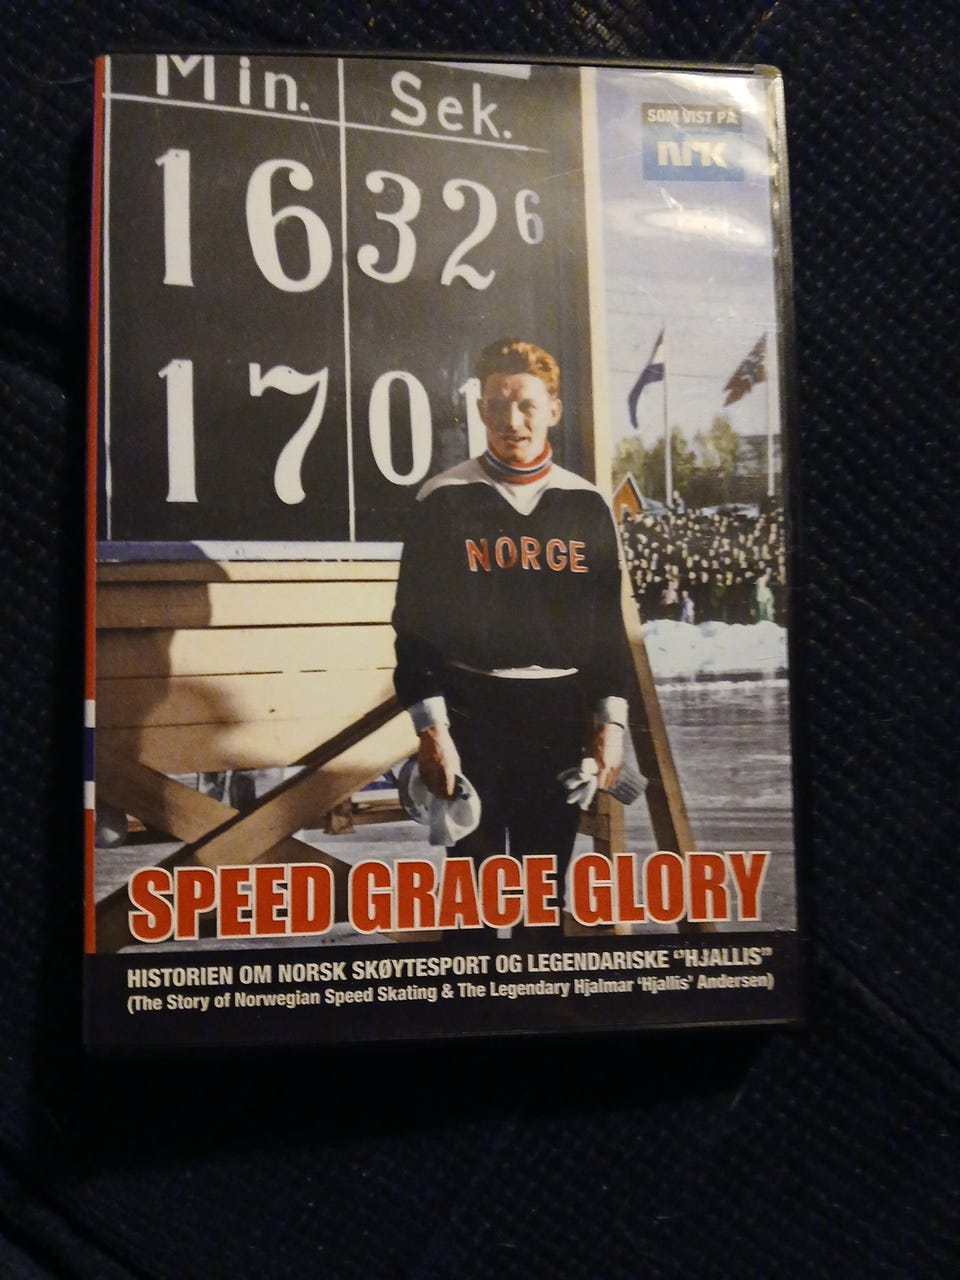 Min. Sek.
SOM VIST PÅ
nrk
16 32 6
17 01
NORGE
SPEED GRACE GLORY
HISTORIEN OM NORSK SKØYTESPORT OG LEGENDARISKE "HJALLIS"
(The Story of Norwegian Speed Skating & The Legendary Hjalmar 'Hjallis' Andersen)